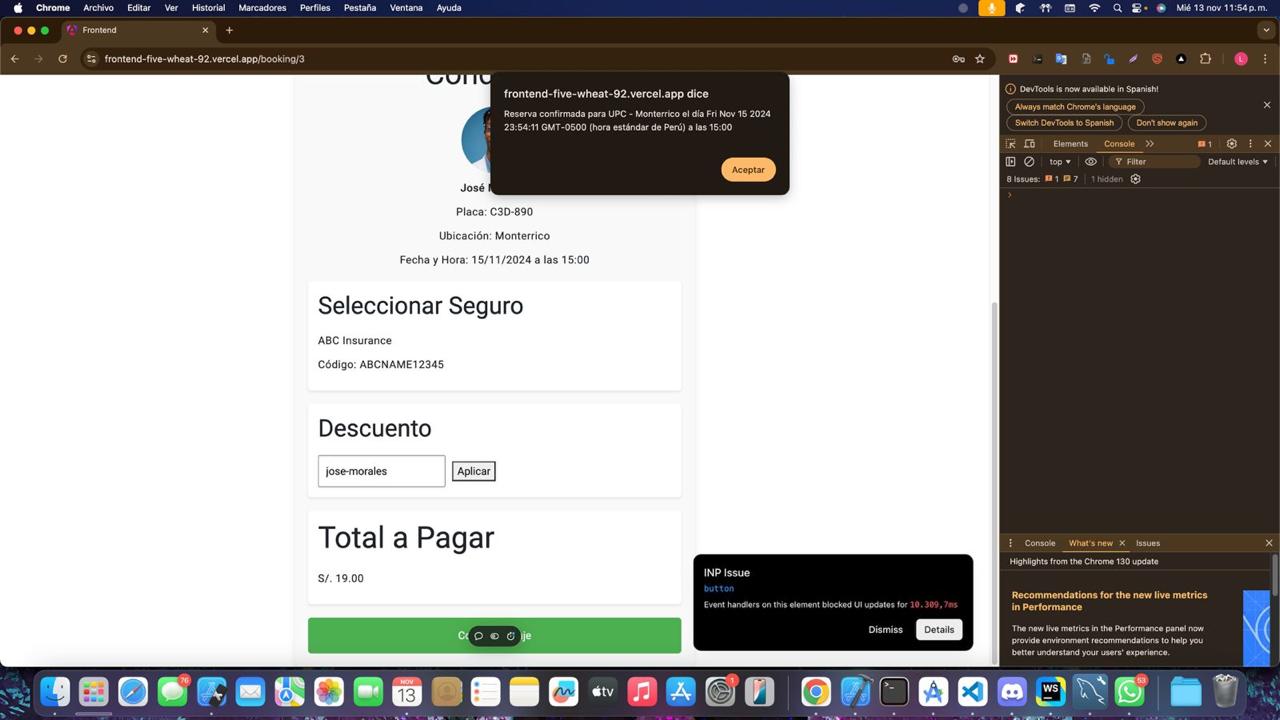 Chrome Archivo Editar Ver Historial Marcadores Perfiles Pestaña Ventana Ayuda
Mié 13 nov 11:54 p.m.
Frontend
frontend-five-wheat-92.vercel.app/booking/3
L
frontend-five-wheat-92.vercel.app dice
Reserva confirmada para UPC - Monterrico el día Fri Nov 15 2024
23:54:11 GMT-0500 (hora estándar de Perú) a las 15:00
Aceptar
José
Placa: C3D-890
Ubicación: Monterrico
Fecha y Hora: 15/11/2024 a las 15:00
Seleccionar Seguro
ABC Insurance
Código: ABCNAME12345
Descuento
jose-morales
Aplicar
Total a Pagar
S/. 19.00
INP Issue
button
Event handlers on this element blocked UI updates for 10.309,7ms
Dismiss Details
DevTools is now available in Spanish!
Always match Chrome's language
Switch DevTools to Spanish Don't show again
Elements Console 1
top Filter Default levels
8 Issues: 1 7 1 hidden
Console What's new Issues
Highlights from the Chrome 130 update
Recommendations for the new live metrics
in Performance
The new live metrics in the Performance panel now
provide environment recommendations to help you
better understand your users' experience.
76
NOV
13
tv
1
WS
53